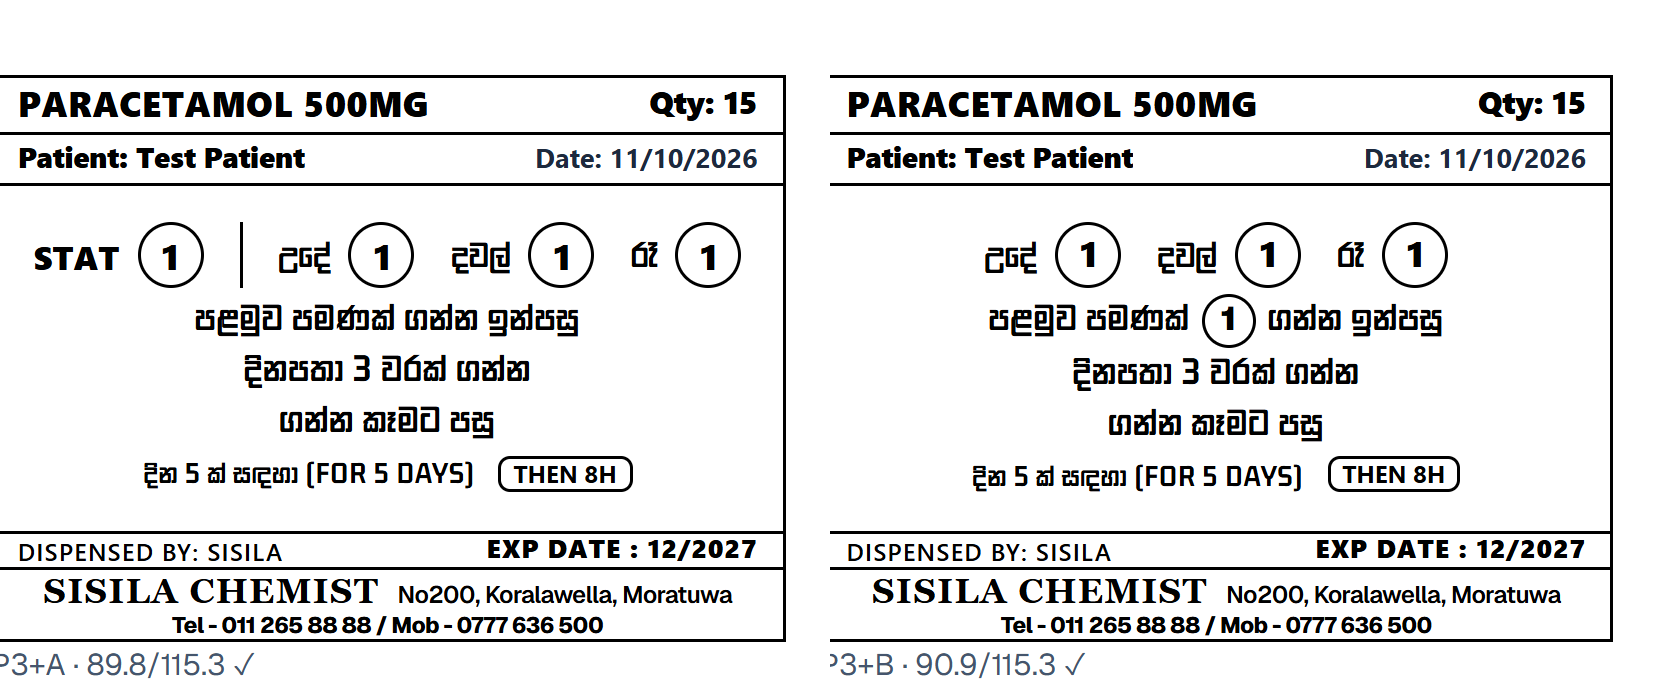 PARACETAMOL 500MG Qty: 15
Patient: Test Patient Date: 11/10/2026
STAT 1 උදේ 1 දවල් 1 රෑ 1
පළමුව පමණක් ගන්න ඉන්පසු
දිනපතා 3 වරක් ගන්න
ගන්න කෑමට පසු
දින 5 ක් සඳහා (FOR 5 DAYS) THEN 8H
DISPENSED BY: SISILA EXP DATE : 12/2027
SISILA CHEMIST No200, Koralawella, Moratuwa
Tel - 011 265 88 88 / Mob - 0777 636 500
P3+A · 89.8/115.3 ✓
PARACETAMOL 500MG Qty: 15
Patient: Test Patient Date: 11/10/2026
උදේ 1 දවල් 1 රෑ 1
පළමුව පමණක් 1 ගන්න ඉන්පසු
දිනපතා 3 වරක් ගන්න
ගන්න කෑමට පසු
දින 5 ක් සඳහා (FOR 5 DAYS) THEN 8H
DISPENSED BY: SISILA EXP DATE : 12/2027
SISILA CHEMIST No200, Koralawella, Moratuwa
Tel - 011 265 88 88 / Mob - 0777 636 500
P3+B · 90.9/115.3 ✓